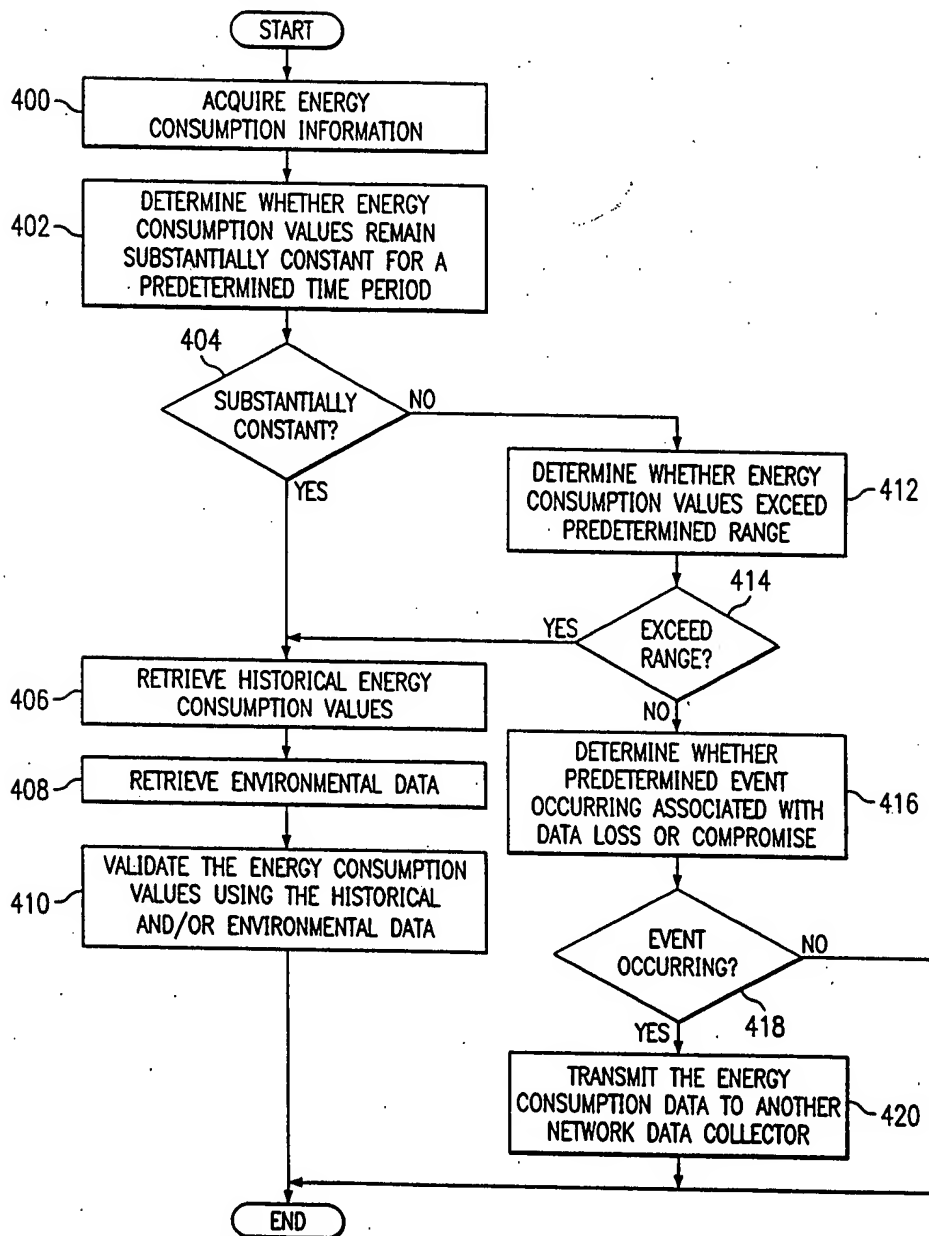 START
400
ACQUIRE ENERGY
CONSUMPTION INFORMATION
402
DETERMINE WHETHER ENERGY
CONSUMPTION VALUES REMAIN
SUBSTANTIALLY CONSTANT FOR A
PREDETERMINED TIME PERIOD
404
SUBSTANTIALLY
CONSTANT?
NO
YES
DETERMINE WHETHER ENERGY
CONSUMPTION VALUES EXCEED
PREDETERMINED RANGE
412
414
EXCEED
RANGE?
YES
NO
406
RETRIEVE HISTORICAL ENERGY
CONSUMPTION VALUES
408
RETRIEVE ENVIRONMENTAL DATA
410
VALIDATE THE ENERGY CONSUMPTION
VALUES USING THE HISTORICAL
AND/OR ENVIRONMENTAL DATA
DETERMINE WHETHER
PREDETERMINED EVENT
OCCURRING ASSOCIATED WITH
DATA LOSS OR COMPROMISE
416
EVENT
OCCURRING?
NO
418
YES
TRANSMIT THE ENERGY
CONSUMPTION DATA TO ANOTHER
NETWORK DATA COLLECTOR
420
END